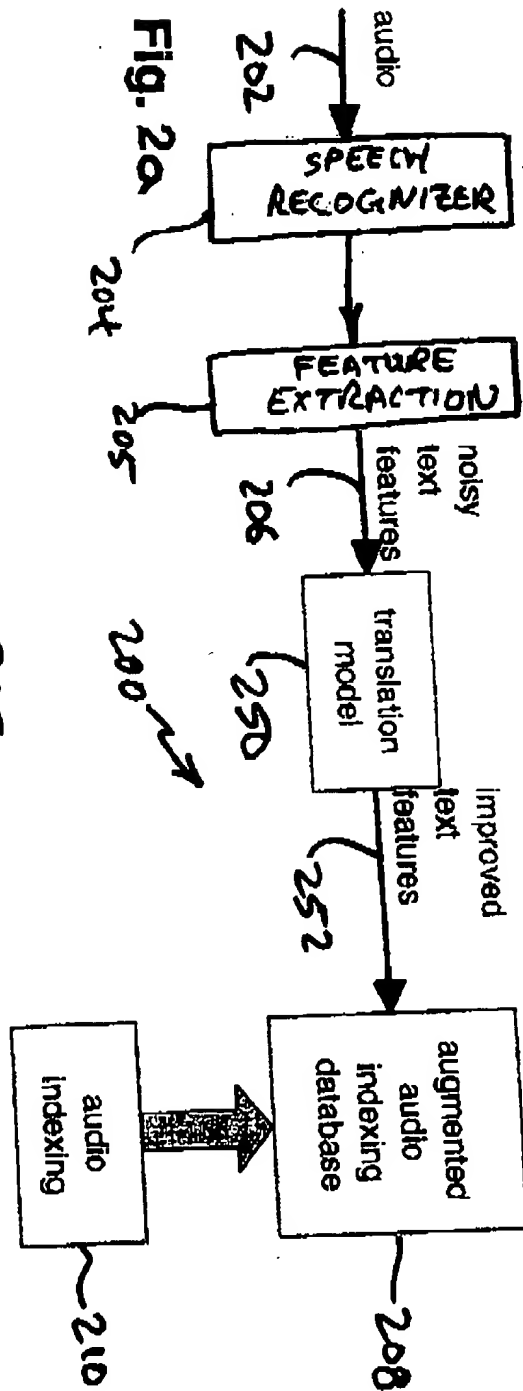 audio
202
SPEECH
RECOGNIZER
204
FEATURE
EXTRACTION
205
noisy
text
features
206
translation
model
250
improved
text
features
252
augmented
audio
indexing
database
208
audio
indexing
210
200
Fig. 2a